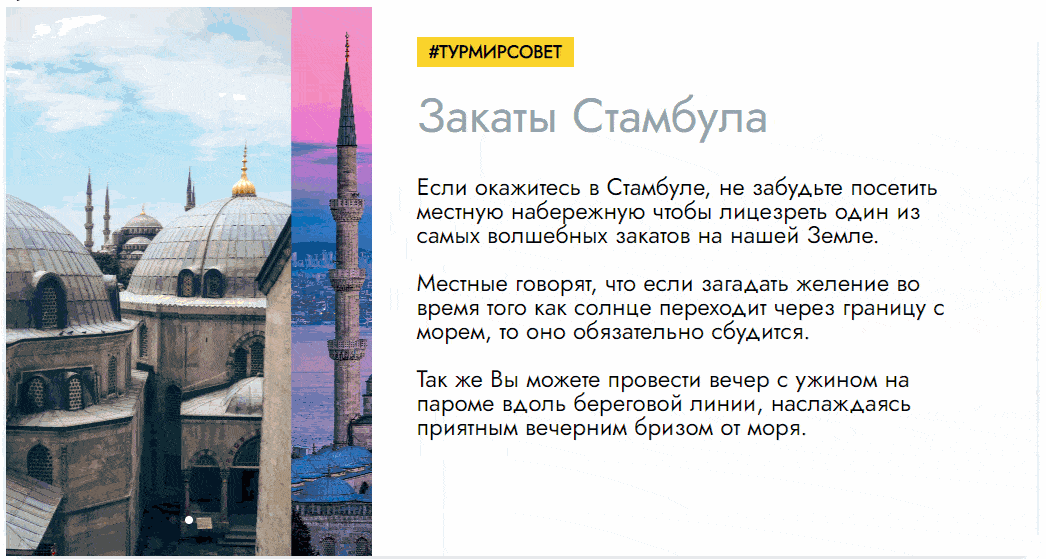 #ТУРМИРСОВЕТ
Закаты Стамбула
Если окажитесь в Стамбуле, не забудьте посетить
местную набережную чтобы лицезреть один из
самых волшебных закатов на нашей Земле.
Местные говорят, что если загадать желение во
время того как солнце переходит через границу с
морем, то оно обязательно сбудится.
Так же Вы можете провести вечер с ужином на
пароме вдоль береговой линии, наслаждаясь
приятным вечерним бризом от моря.